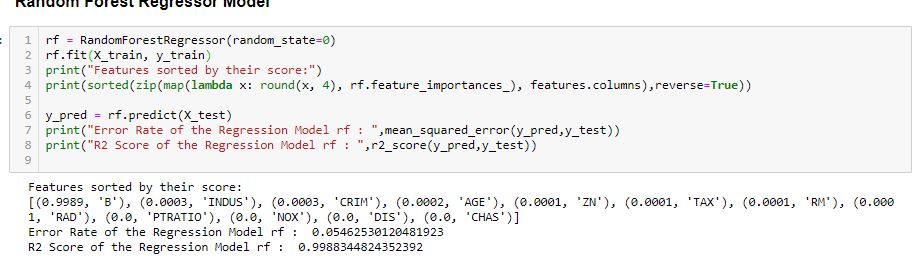 Random Forest Regressor Model
1 rf = RandomForestRegressor(random_state=0)
2 rf.fit(X_train, y_train)
3 print("Features sorted by their score:")
4 print(sorted(zip(map(lambda x: round(x, 4), rf.feature_importances_), features.columns),reverse=True))
5
6 y_pred = rf.predict(X_test)
7 print("Error Rate of the Regression Model rf : ",mean_squared_error(y_pred,y_test))
8 print("R2 Score of the Regression Model rf : ",r2_score(y_pred,y_test))
9
Features sorted by their score:
[(0.9989, 'B'), (0.0003, 'INDUS'), (0.0003, 'CRIM'), (0.0002, 'AGE'), (0.0001, 'ZN'), (0.0001, 'TAX'), (0.0001, 'RM'), (0.000
1, 'RAD'), (0.0, 'PTRATIO'), (0.0, 'NOX'), (0.0, 'DIS'), (0.0, 'CHAS')]
Error Rate of the Regression Model rf :  0.05462530120481923
R2 Score of the Regression Model rf :  0.9988344824352392